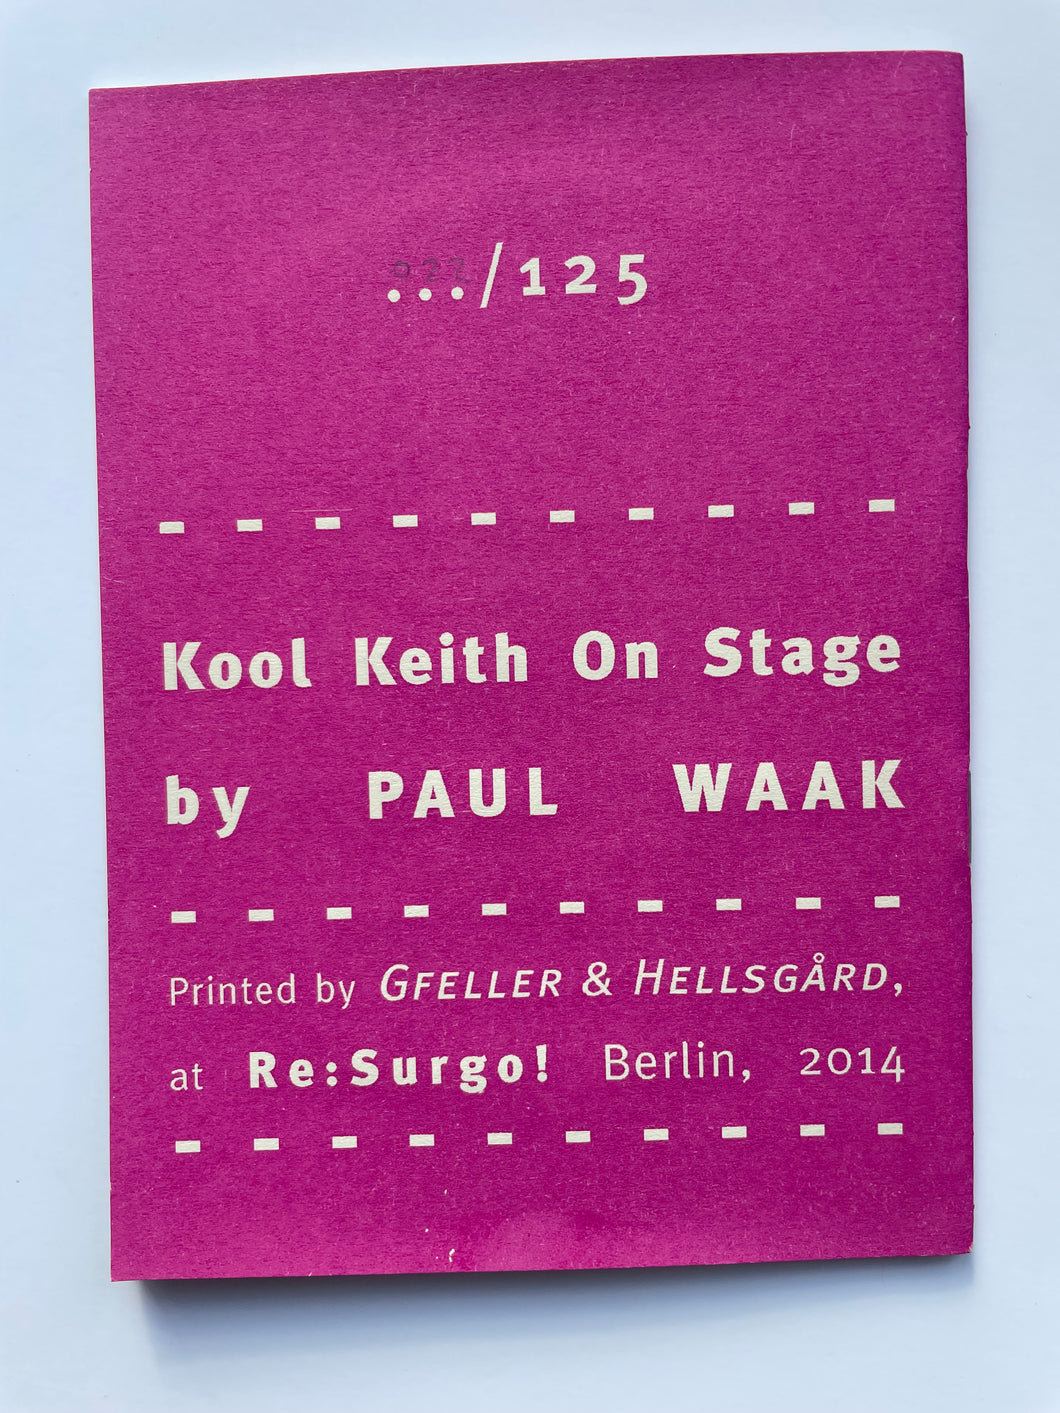 .../125
Kool Keith On Stage
by PAUL WAAK
Printed by GFELLER & HELLSGÅRD,
at Re:Surgo! Berlin, 2014